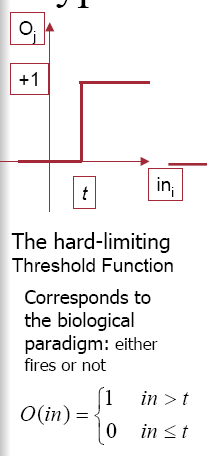 O_j
+1
t
in_i
The hard-limiting
Threshold Function
Corresponds to
the biological
paradigm: either
fires or not
O(in) = { 1 in > t
0 in ≤ t